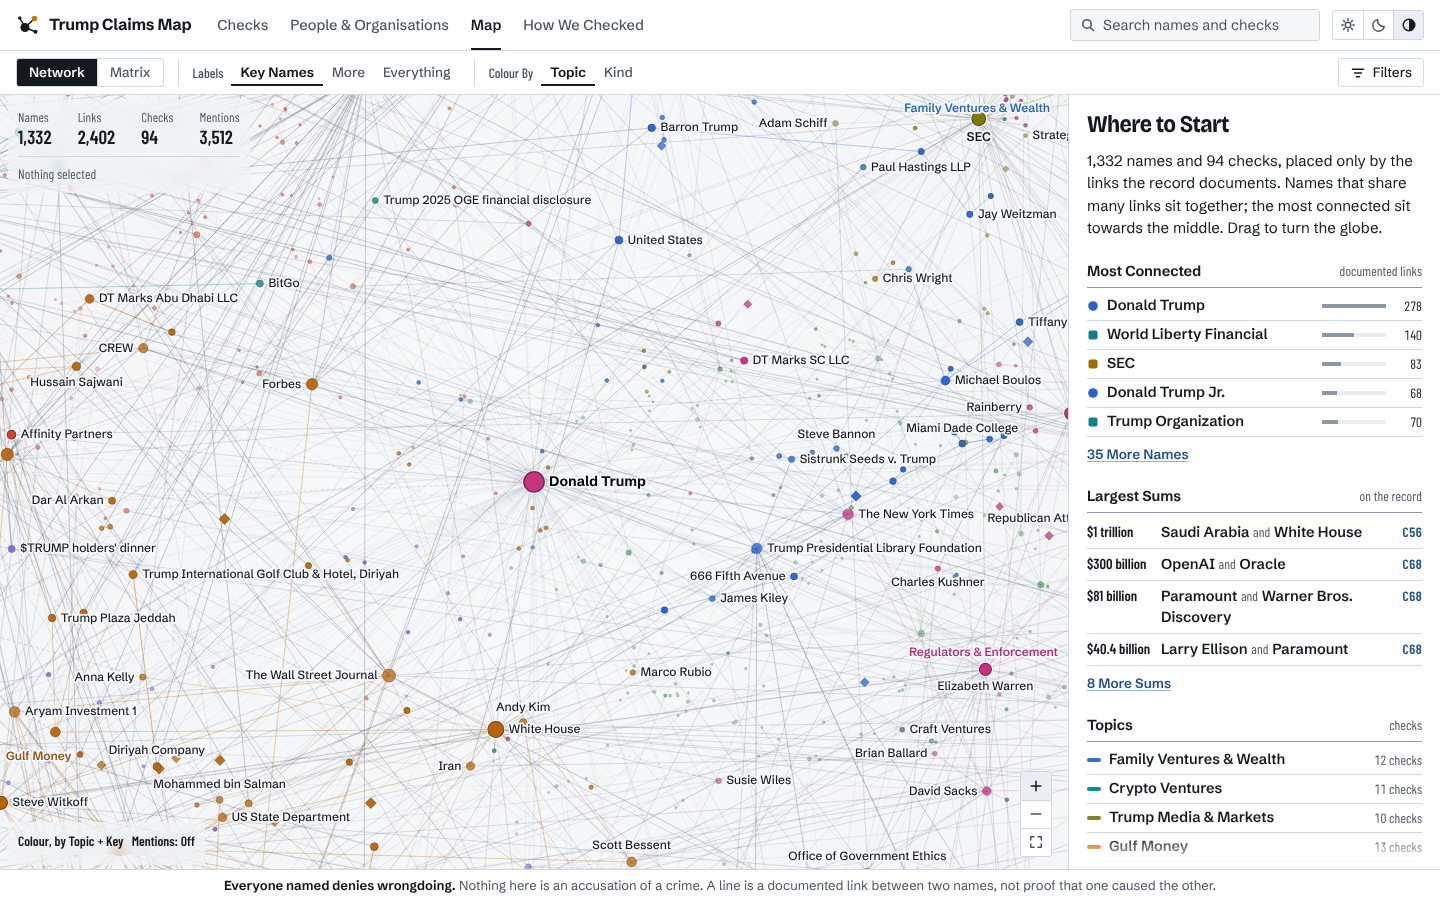 Trump Claims Map
Checks
People & Organisations
Map
How We Checked
Search names and checks
Network
Matrix
Labels
Key Names
More
Everything
Colour By
Topic
Kind
Filters
Names
Links
Checks
Mentions
1,332
2,402
94
3,512
Nothing selected
Family Ventures & Wealth
Barron Trump
Adam Schiff
SEC
Strate
Paul Hastings LLP
Trump 2025 OGE financial disclosure
Jay Weitzman
United States
BitGo
Chris Wright
DT Marks Abu Dhabi LLC
Tiffany
CREW
DT Marks SC LLC
Hussain Sajwani
Forbes
Michael Boulos
Rainberry
Affinity Partners
Steve Bannon
Miami Dade College
Sistrunk Seeds v. Trump
Donald Trump
Dar Al Arkan
The New York Times
Republican Att
$TRUMP holders' dinner
Trump Presidential Library Foundation
Trump International Golf Club & Hotel, Diriyah
666 Fifth Avenue
Charles Kushner
James Kiley
Trump Plaza Jeddah
Regulators & Enforcement
Anna Kelly
The Wall Street Journal
Marco Rubio
Elizabeth Warren
Aryam Investment 1
Andy Kim
White House
Craft Ventures
Gulf Money
Diriyah Company
Brian Ballard
Iran
Mohammed bin Salman
Susie Wiles
David Sacks
Steve Witkoff
US State Department
Colour, by Topic + Key
Mentions: Off
Scott Bessent
Office of Government Ethics
Where to Start
1,332 names and 94 checks, placed only by the
links the record documents. Names that share
many links sit together; the most connected sit
towards the middle. Drag to turn the globe.
Most Connected
documented links
Donald Trump
278
World Liberty Financial
140
SEC
83
Donald Trump Jr.
68
Trump Organization
70
35 More Names
Largest Sums
on the record
$1 trillion
Saudi Arabia and White House
C56
$300 billion
OpenAI and Oracle
C68
$81 billion
Paramount and Warner Bros.
Discovery
C68
$40.4 billion
Larry Ellison and Paramount
C68
8 More Sums
Topics
checks
Family Ventures & Wealth
12 checks
Crypto Ventures
11 checks
Trump Media & Markets
10 checks
Gulf Money
13 checks
Everyone named denies wrongdoing. Nothing here is an accusation of a crime. A line is a documented link between two names, not proof that one caused the other.